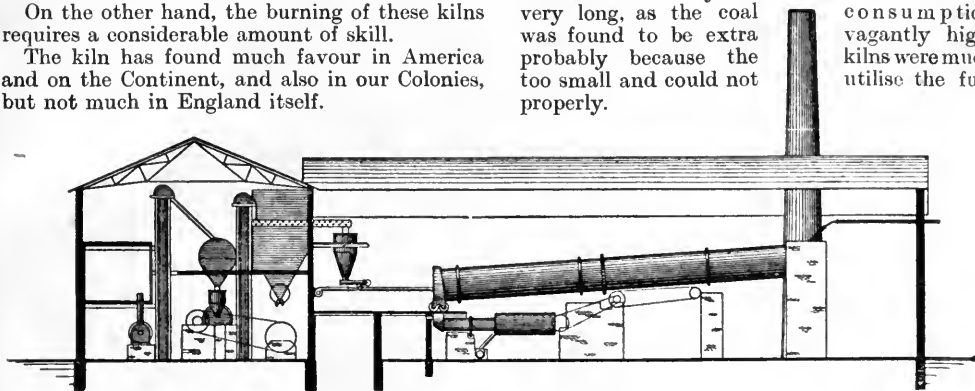 On the other hand, the burning of these kilns
requires a considerable amount of skill.
The kiln has found much favour in America
and on the Continent, and also in our Colonies,
but not much in England itself.
very long, as the coal
was found to be extra
probably because the
too small and could not
properly.
consumptio
vagantly hig
kilns were muc
utilise the fu